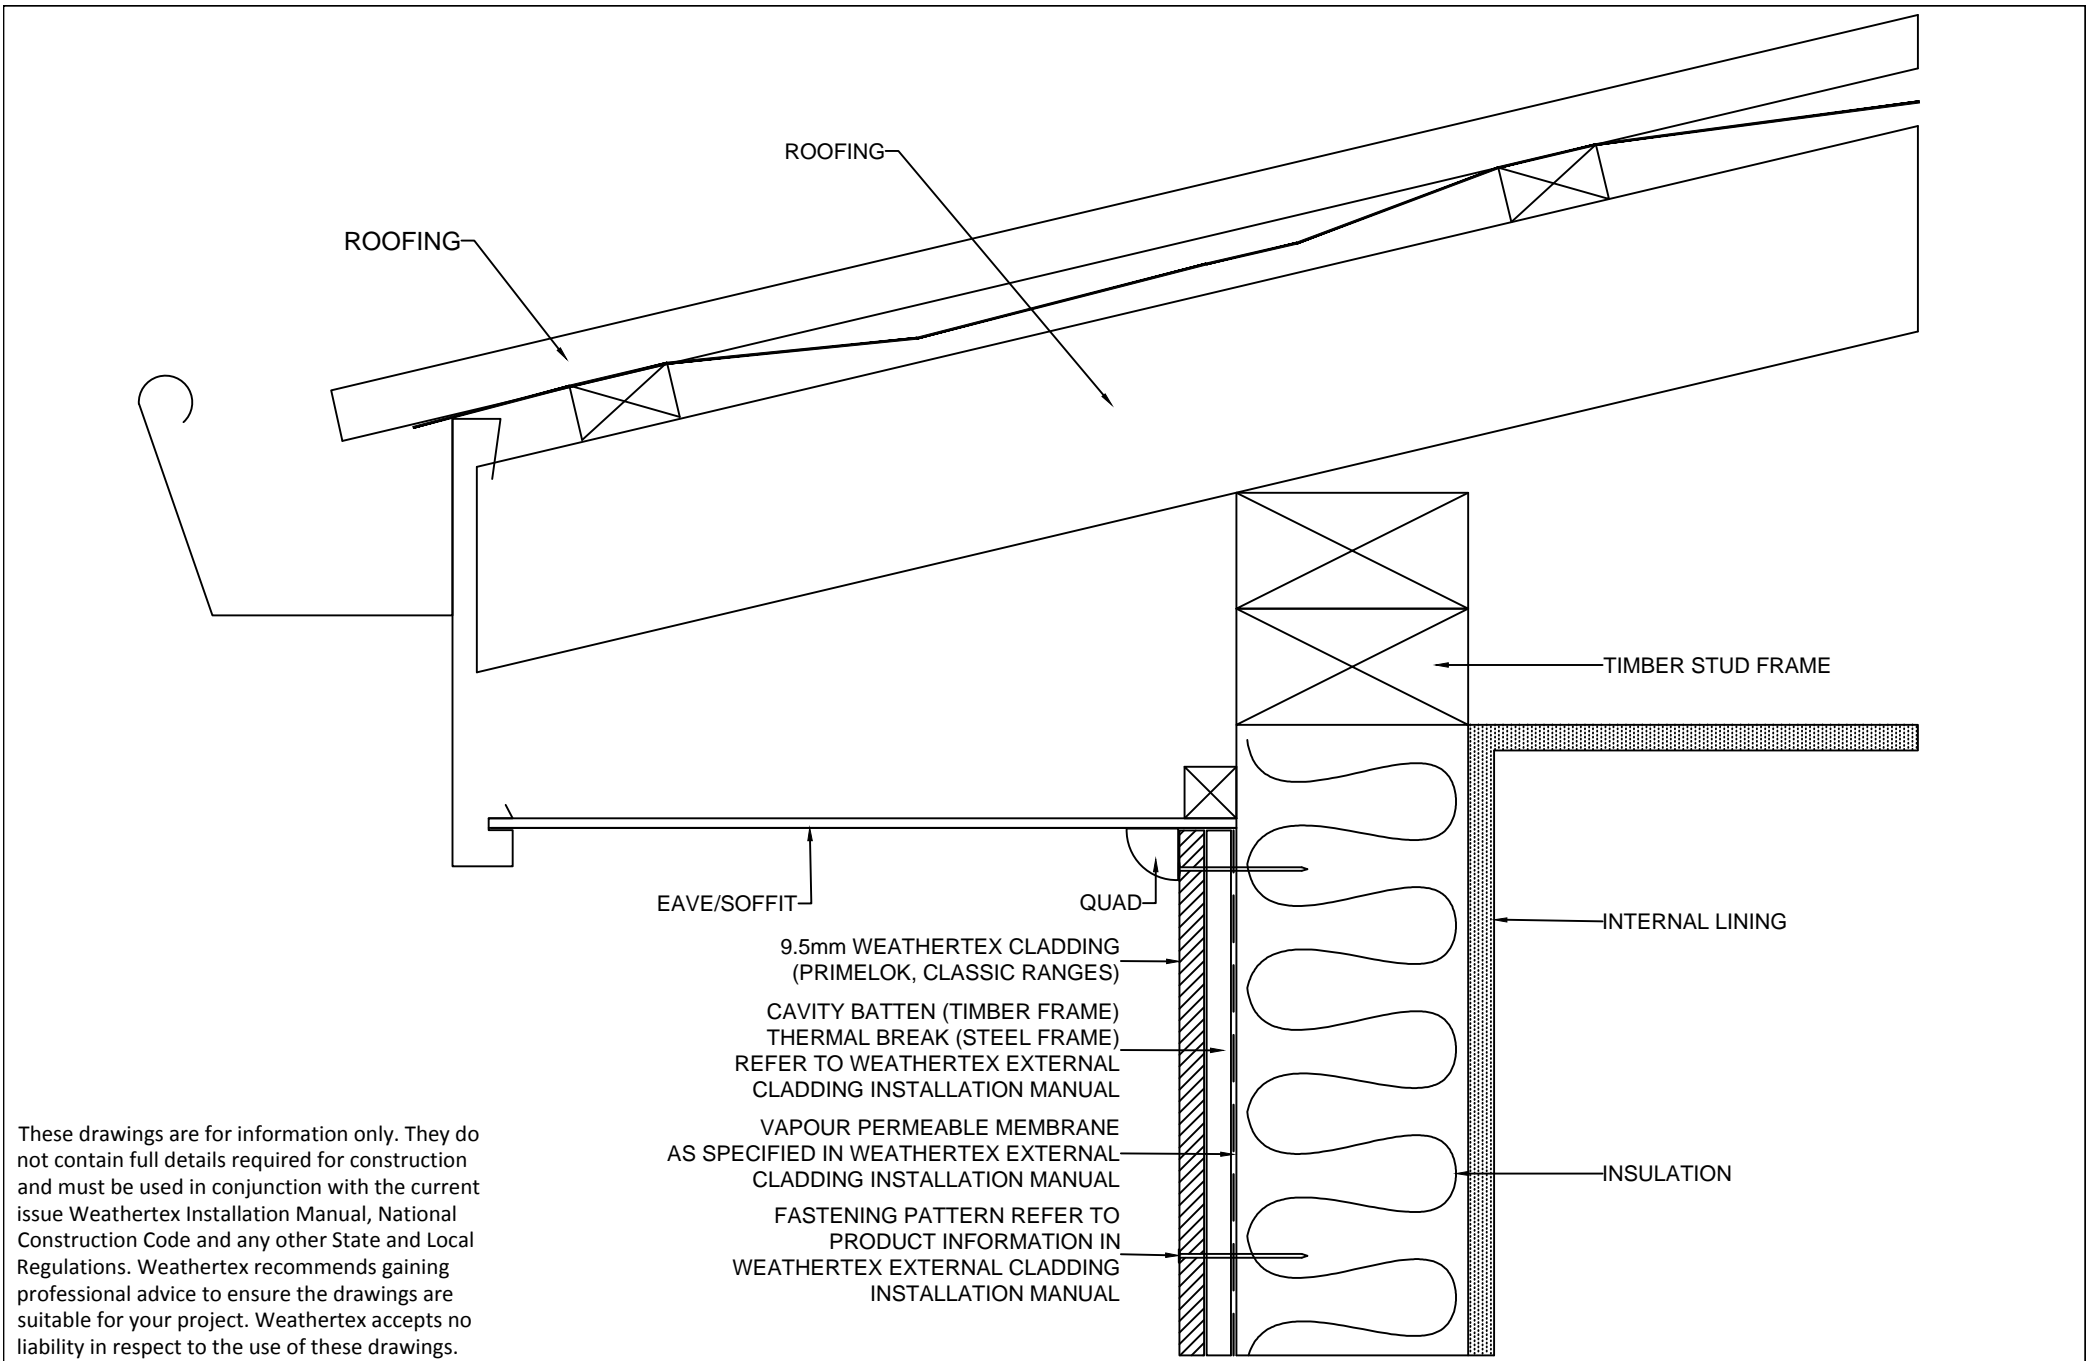 ROOFING
ROOFING
TIMBER STUD FRAME
EAVE/SOFFIT
QUAD
INTERNAL LINING
9.5mm WEATHERTEX CLADDING
(PRIMELOK, CLASSIC RANGES)
CAVITY BATTEN (TIMBER FRAME)
THERMAL BREAK (STEEL FRAME)
REFER TO WEATHERTEX EXTERNAL
CLADDING INSTALLATION MANUAL
VAPOUR PERMEABLE MEMBRANE
AS SPECIFIED IN WEATHERTEX EXTERNAL
CLADDING INSTALLATION MANUAL
INSULATION
FASTENING PATTERN REFER TO
PRODUCT INFORMATION IN
WEATHERTEX EXTERNAL CLADDING
INSTALLATION MANUAL
These drawings are for information only. They do
not contain full details required for construction
and must be used in conjunction with the current
issue Weathertex Installation Manual, National
Construction Code and any other State and Local
Regulations. Weathertex recommends gaining
professional advice to ensure the drawings are
suitable for your project. Weathertex accepts no
liability in respect to the use of these drawings.